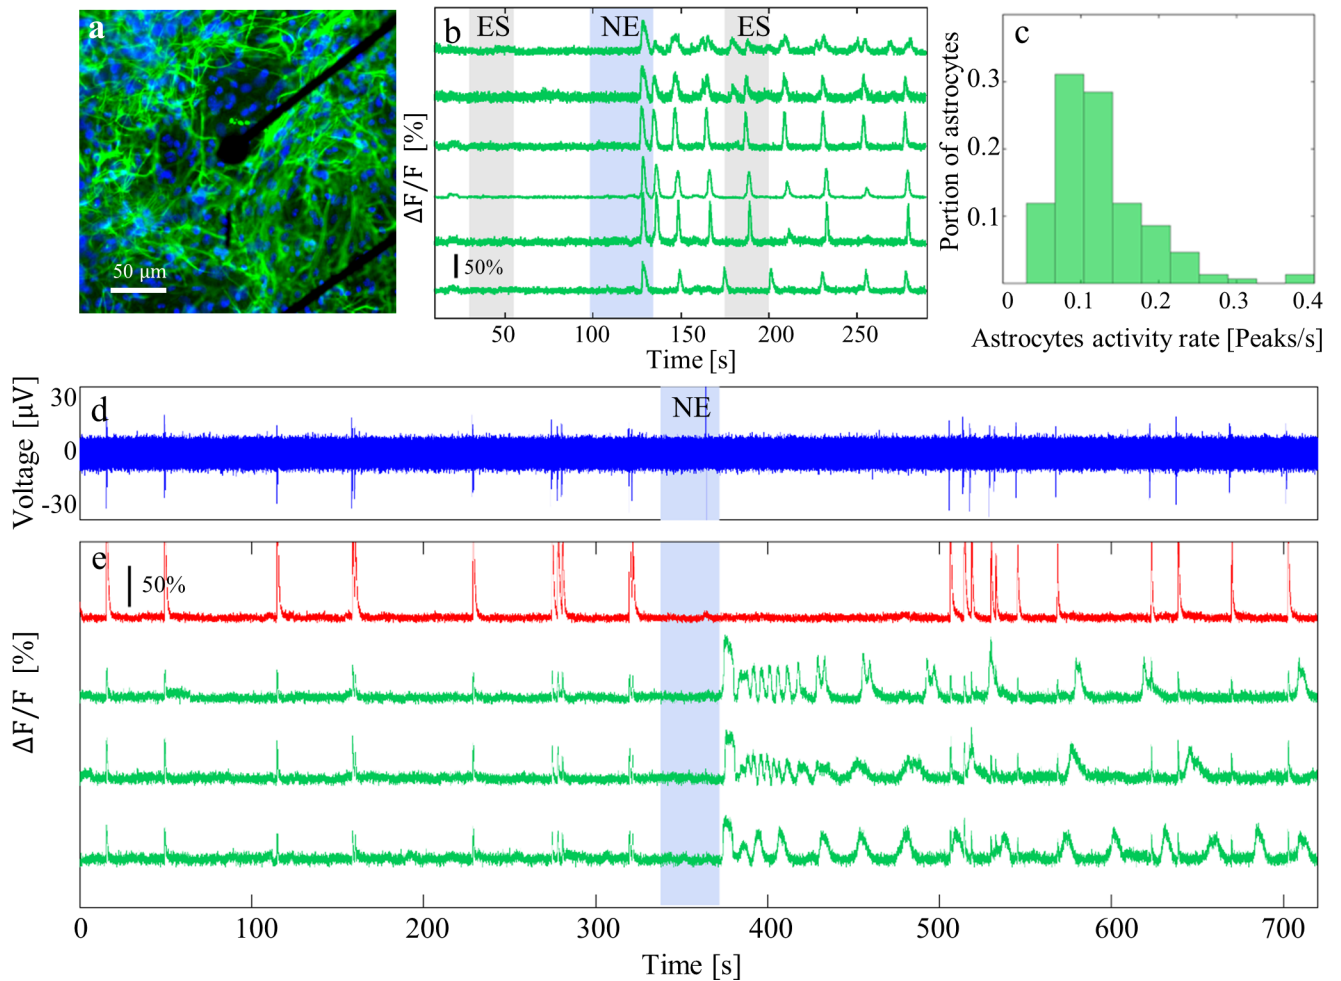 a
50 μm
b
ES
NE
ES
ΔF/F [%]
50%
50
100
150
200
250
Time [s]
c
Portion of astrocytes
0.3
0.2
0.1
0
0.1
0.2
0.3
0.4
Astrocytes activity rate [Peaks/s]
d
NE
Voltage [μV]
30
0
-30
e
50%
ΔF/F [%]
0
100
200
300
400
500
600
700
Time [s]